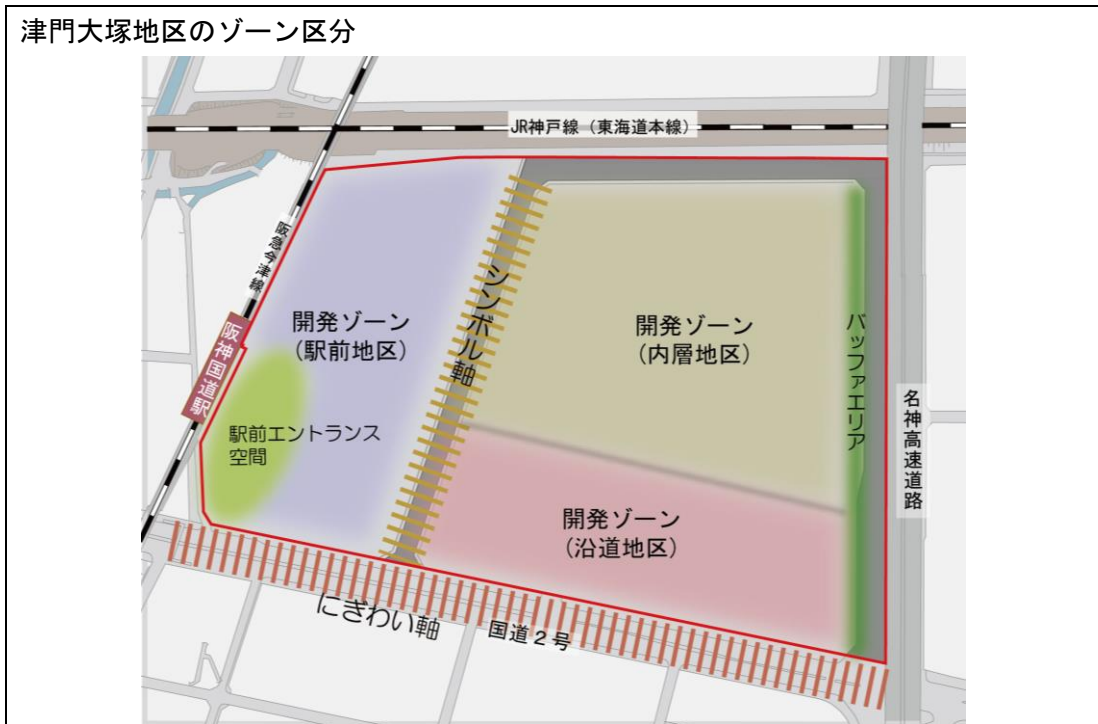 津門大塚地区のゾーン区分
JR神戸線（東海道本線）
阪急今津線
阪神国道駅
開発ゾーン
（駅前地区）
シンボル軸
開発ゾーン
（内層地区）
バッファエリア
名神高速道路
駅前エントランス
空間
開発ゾーン
（沿道地区）
にぎわい軸
国道２号